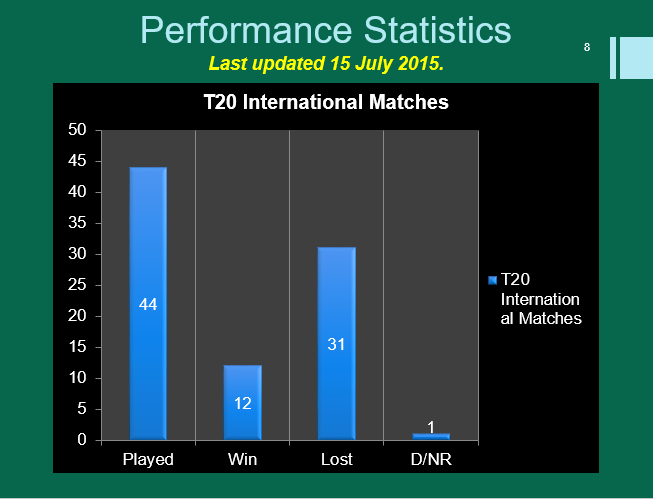 Performance Statistics
8
Last updated 15 July 2015.
T20 International Matches
50
45
40
35
30
25
20
15
10
5
0
44
12
31
1
Played Win Lost D/NR
T20
Internation
al Matches